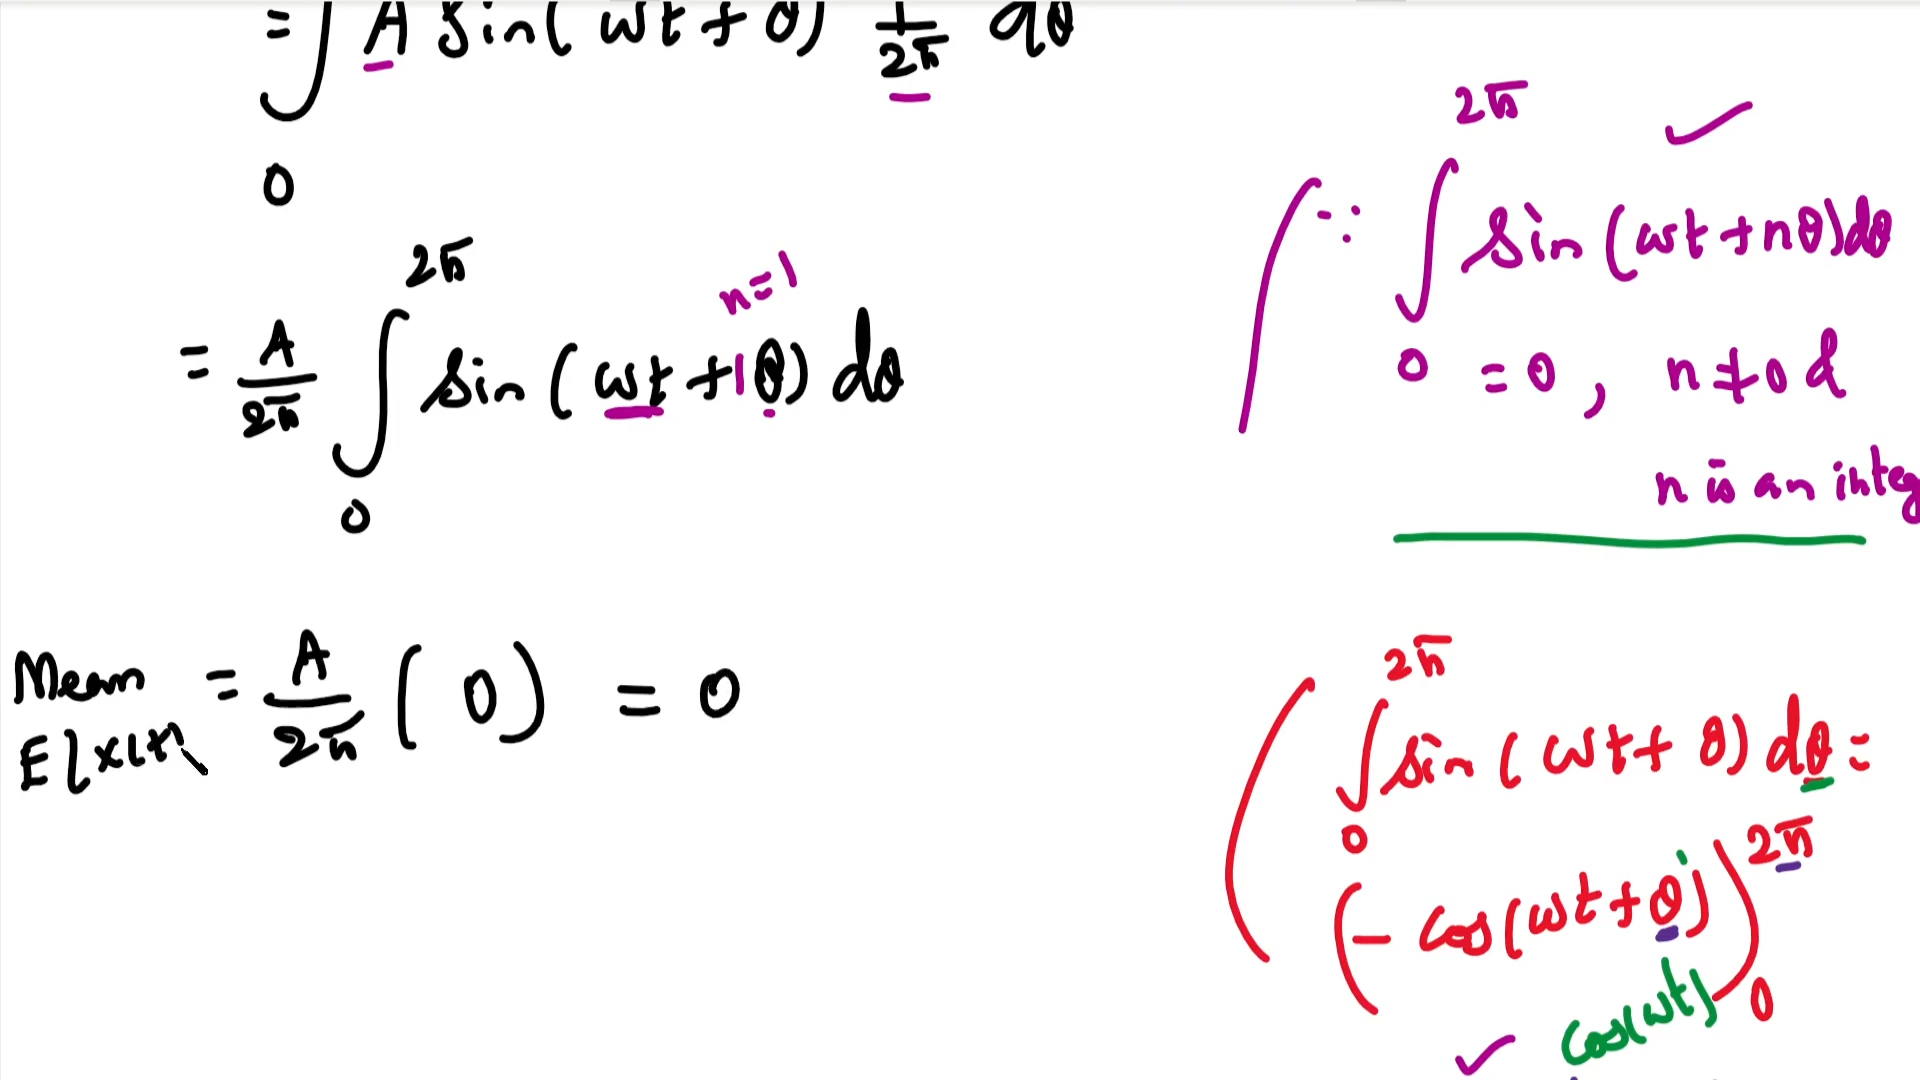 = ∫ A sin(ωt + θ) 1/2π dθ
0
2π
n=1
= A/2π ∫ sin(ωt + 1θ) dθ
0
Mean = A/2π (0) = 0
E[x(t)]
2π
∵ ∫ sin(ωt + nθ)dθ
0 = 0, n≠0 &
n is an integ
2π
∫ sin(ωt + θ) dθ =
0
(- cos(ωt + θ)) 2π
0
cos(ωt)